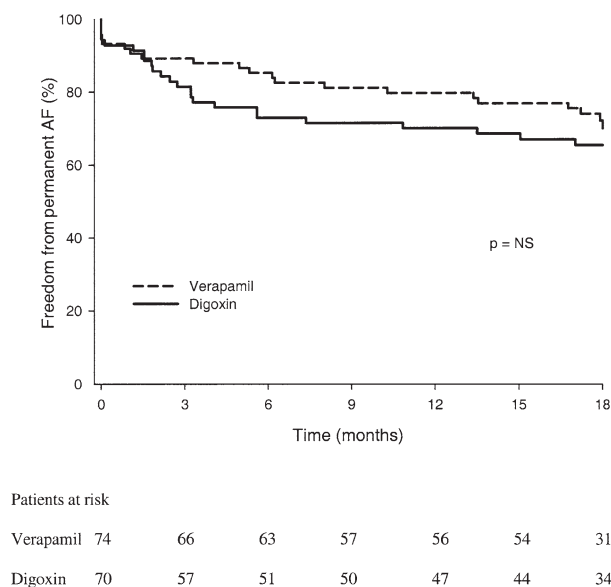 100
80
60
40
20
0
Freedom from permanent AF (%)
p = NS
Verapamil
Digoxin
0 3 6 9 12 15 18
Time (months)
Patients at risk
Verapamil 74 66 63 57 56 54 31
Digoxin 70 57 51 50 47 44 34